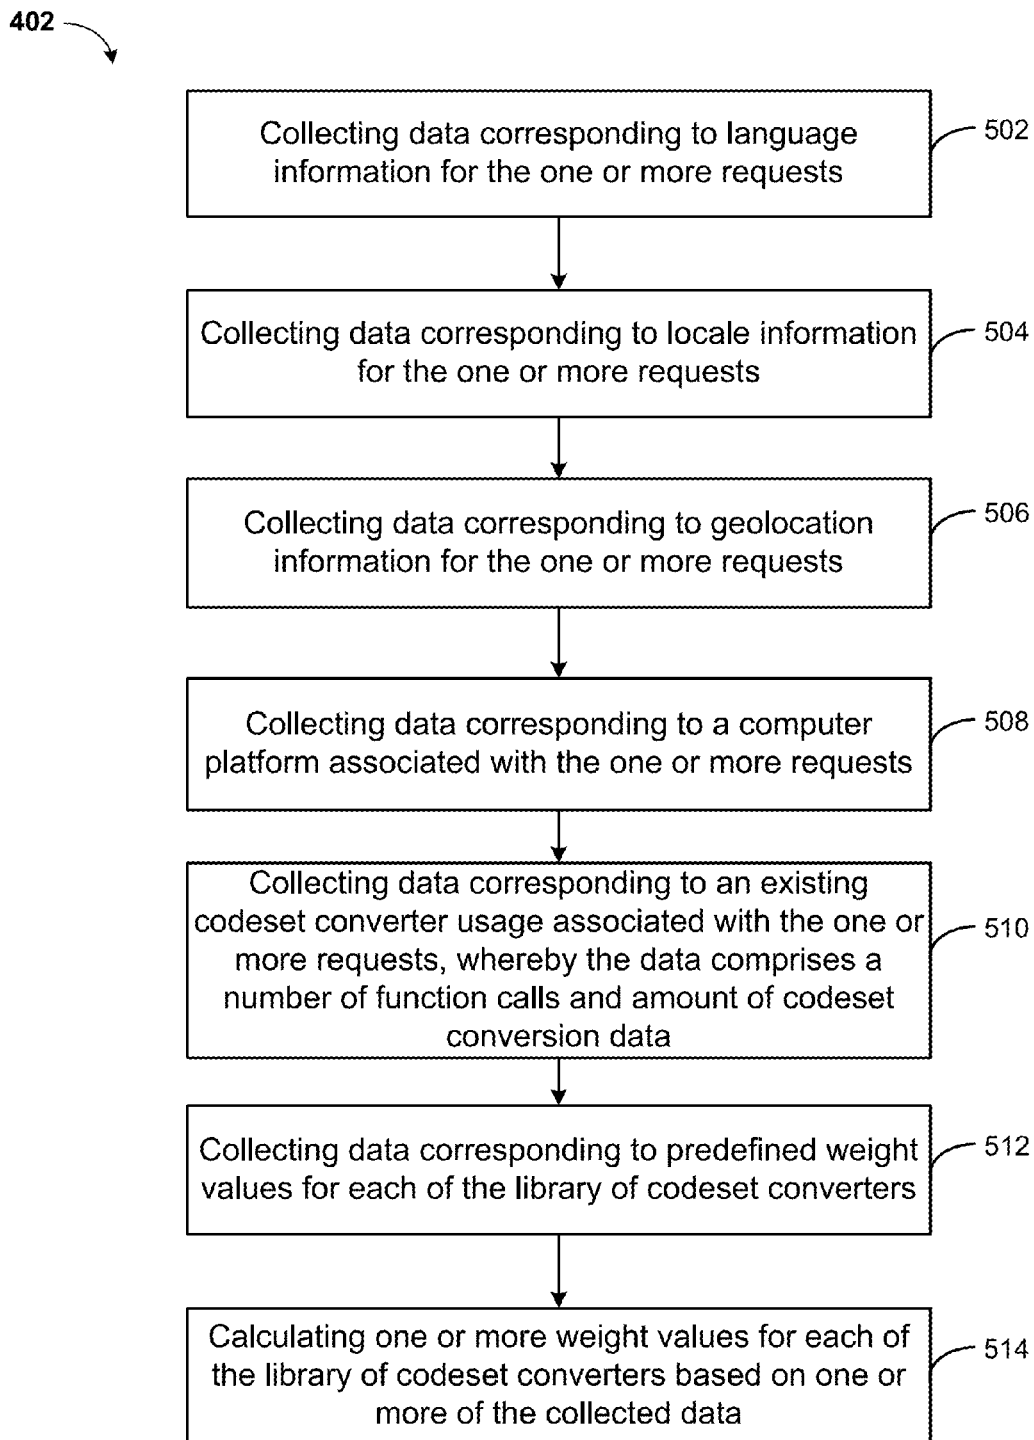 402
Collecting data corresponding to language
information for the one or more requests
502
Collecting data corresponding to locale information
for the one or more requests
504
Collecting data corresponding to geolocation
information for the one or more requests
506
Collecting data corresponding to a computer
platform associated with the one or more requests
508
Collecting data corresponding to an existing
codeset converter usage associated with the one or
more requests, whereby the data comprises a
number of function calls and amount of codeset
conversion data
510
Collecting data corresponding to predefined weight
values for each of the library of codeset converters
512
Calculating one or more weight values for each of
the library of codeset converters based on one or
more of the collected data
514